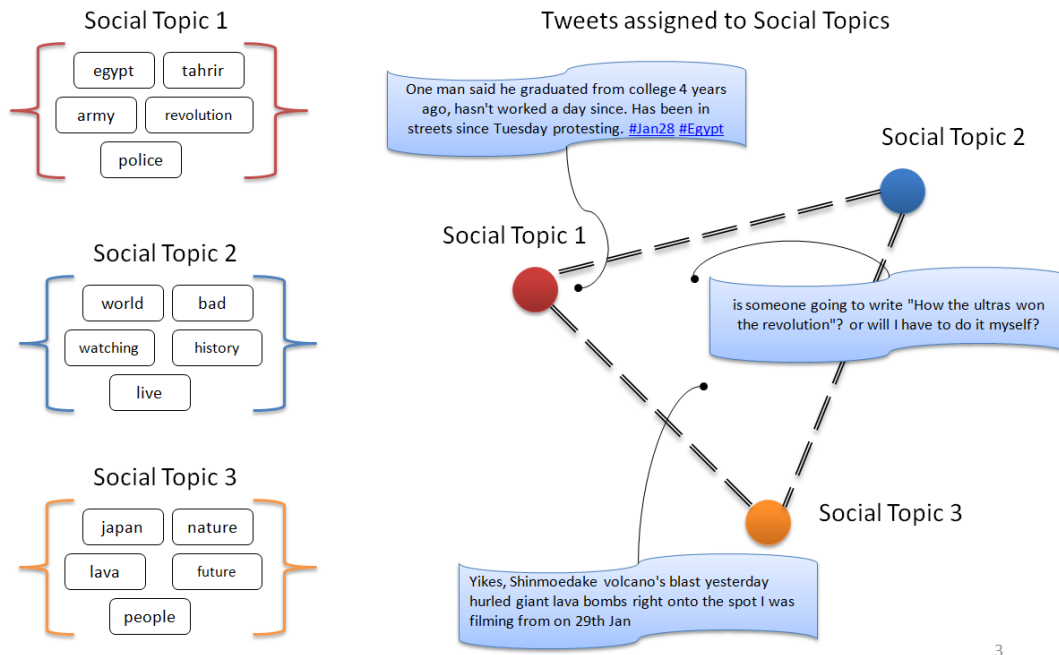 Social Topic 1
egypt
tahrir
army
revolution
police
Social Topic 2
world
bad
watching
history
live
Social Topic 3
japan
nature
lava
future
people
Tweets assigned to Social Topics
One man said he graduated from college 4 years
ago, hasn't worked a day since. Has been in
streets since Tuesday protesting. #Jan28 #Egypt
Social Topic 2
Social Topic 1
is someone going to write "How the ultras won
the revolution"? or will I have to do it myself?
Social Topic 3
Yikes, Shinmoedake volcano's blast yesterday
hurled giant lava bombs right onto the spot I was
filming from on 29th Jan
3